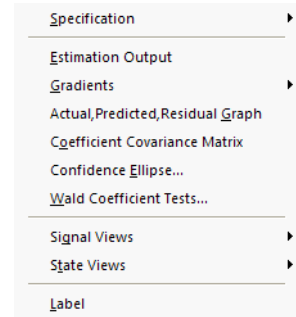 Specification
Estimation Output
Gradients
Actual,Predicted,Residual Graph
Coefficient Covariance Matrix
Confidence Ellipse...
Wald Coefficient Tests...
Signal Views
State Views
Label